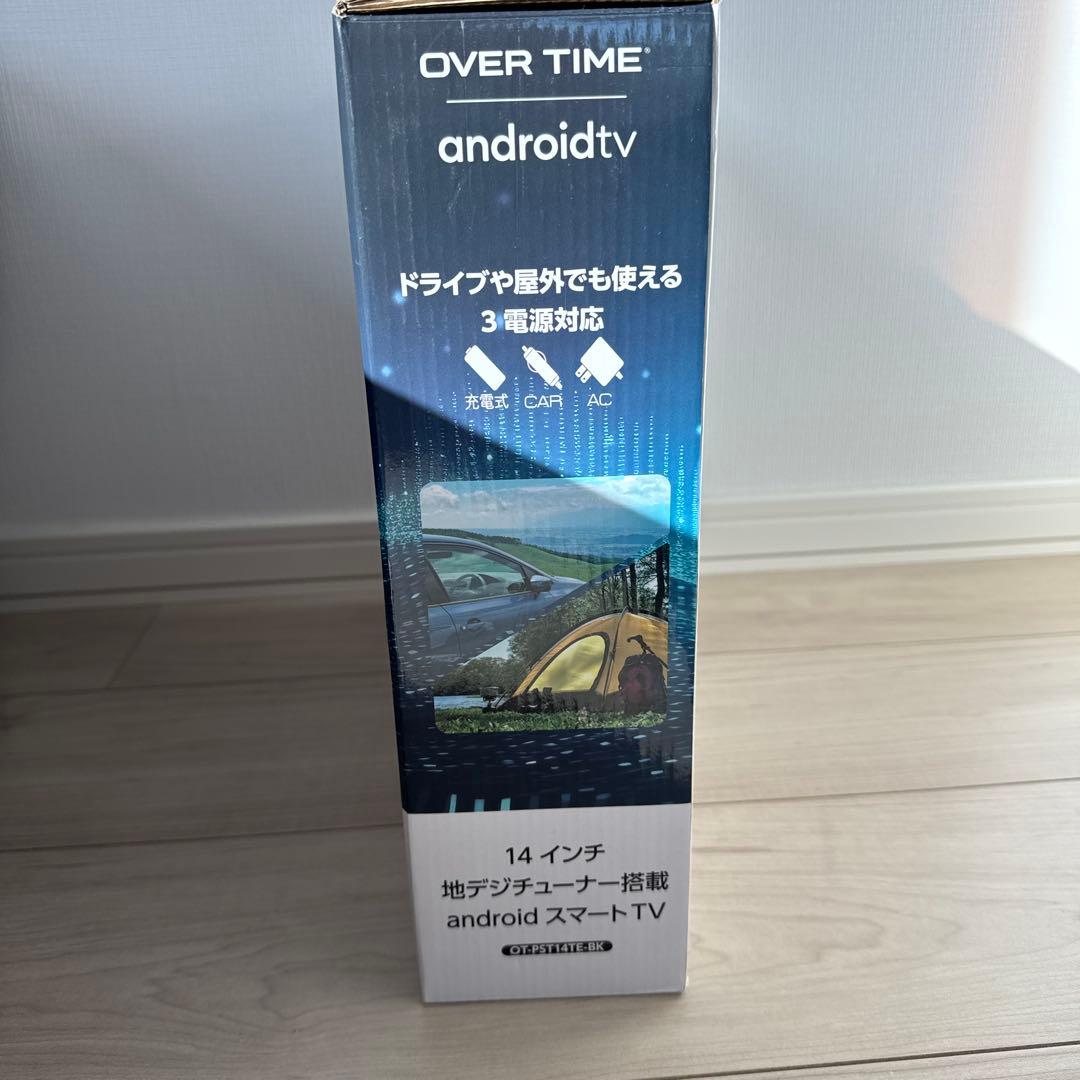 OVER TIME®
androidtv
ドライブや屋外でも使える
3電源対応
充電式 CAR AC
14 インチ
地デジチューナー搭載
android スマートTV
OT-PST14TE-BK